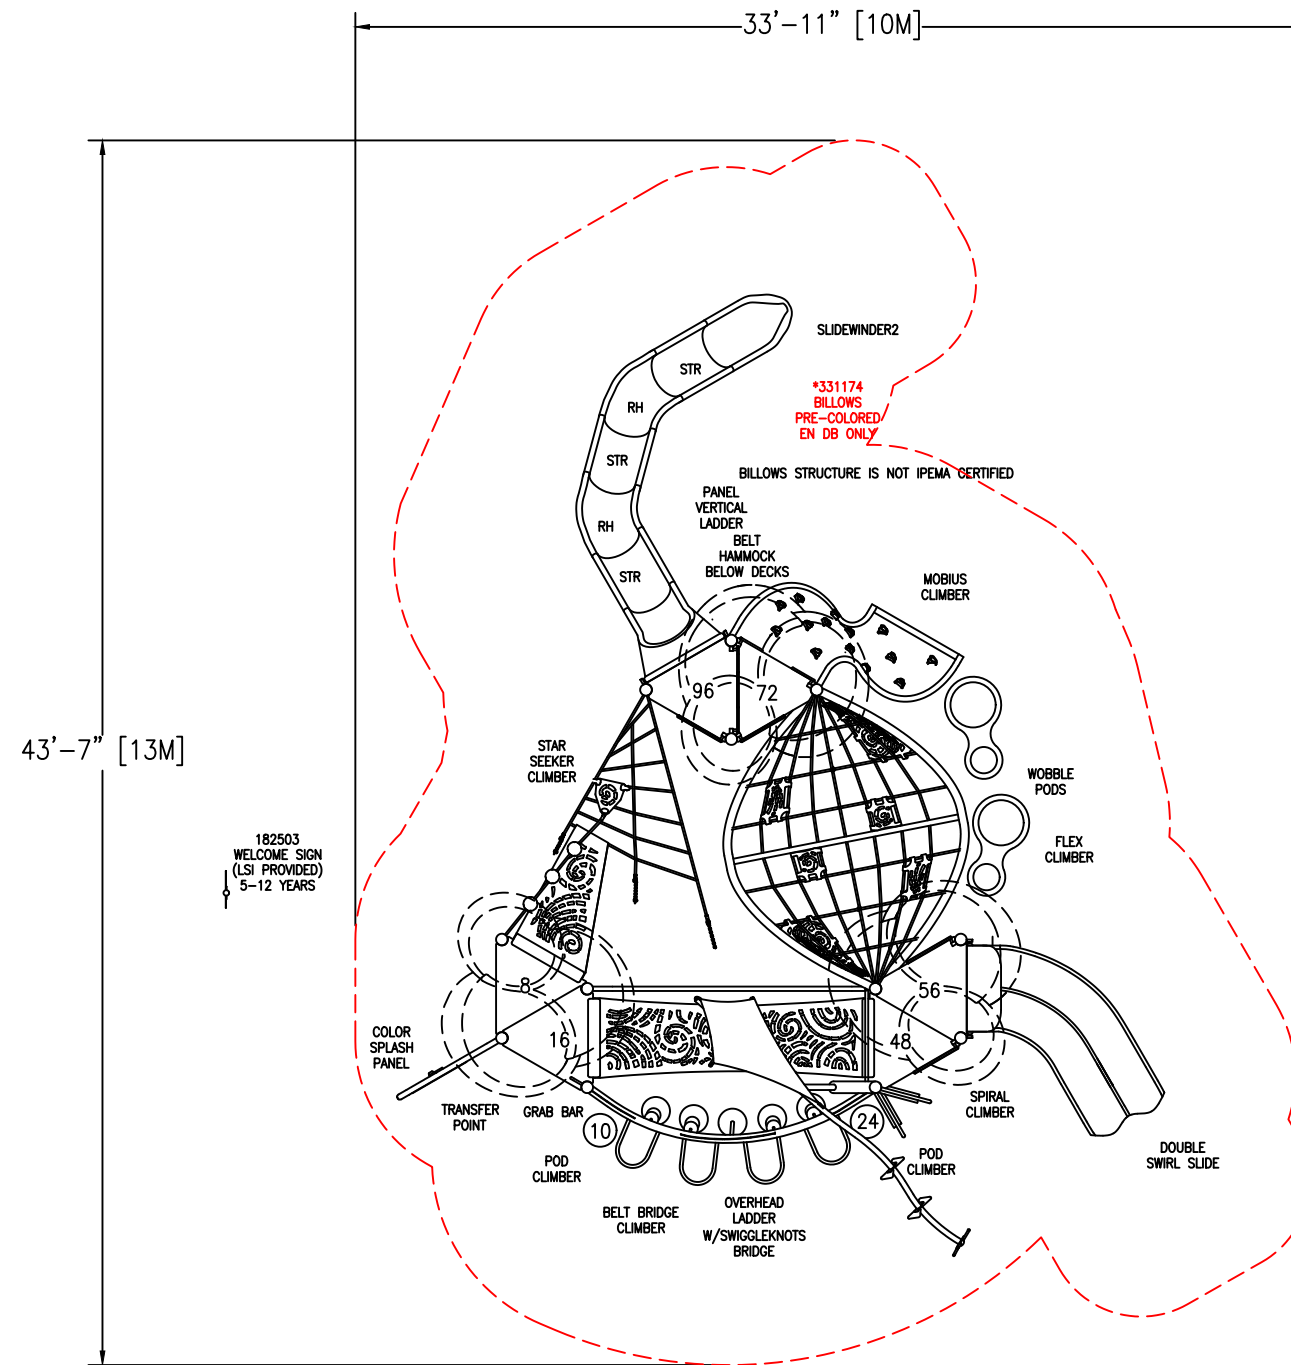 33'-11" [10M]
SLIDEWINDER2
STR
*331174
BILLOWS
PRE-COLORED
EN DB ONLY
RH
STR
BILLOWS STRUCTURE IS NOT IPEMA CERTIFIED
PANEL
VERTICAL
LADDER
RH
BELT
HAMMOCK
BELOW DECKS
STR
MOBIUS
CLIMBER
96
72
43'-7" [13M]
STAR
SEEKER
CLIMBER
WOBBLE
PODS
FLEX
CLIMBER
182503
WELCOME SIGN
(LSI PROVIDED)
5-12 YEARS
8
56
COLOR
SPLASH
PANEL
16
48
TRANSFER
POINT
GRAB BAR
10
24
SPIRAL
CLIMBER
POD
CLIMBER
POD
CLIMBER
DOUBLE
SWIRL SLIDE
BELT BRIDGE
CLIMBER
OVERHEAD
LADDER
W/SWIGGLEKNOTS
BRIDGE